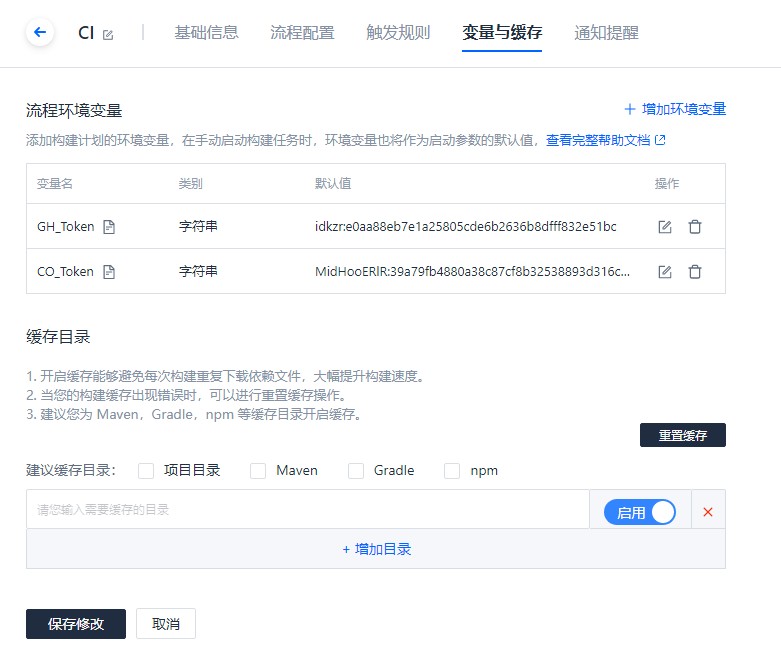 CI 基础信息 流程配置 触发规则 变量与缓存 通知提醒
流程环境变量 + 增加环境变量
添加构建计划的环境变量，在手动启动构建任务时，环境变量也将作为启动参数的默认值，查看完整帮助文档
变量名 类别 默认值 操作
GH_Token 字符串 idkzr:e0aa88eb7e1a25805cde6b2636b8dfff832e51bc
CO_Token 字符串 MidHooERlR:39a79fb4880a38c87cf8b32538893d316c...
缓存目录
1. 开启缓存能够避免每次构建重复下载依赖文件，大幅提升构建速度。
2. 当您的构建缓存出现错误时，可以进行重置缓存操作。
3. 建议您为 Maven，Gradle，npm 等缓存目录开启缓存。
重置缓存
建议缓存目录： 项目目录 Maven Gradle npm
请您输入需要缓存的目录 启用
+ 增加目录
保存修改 取消